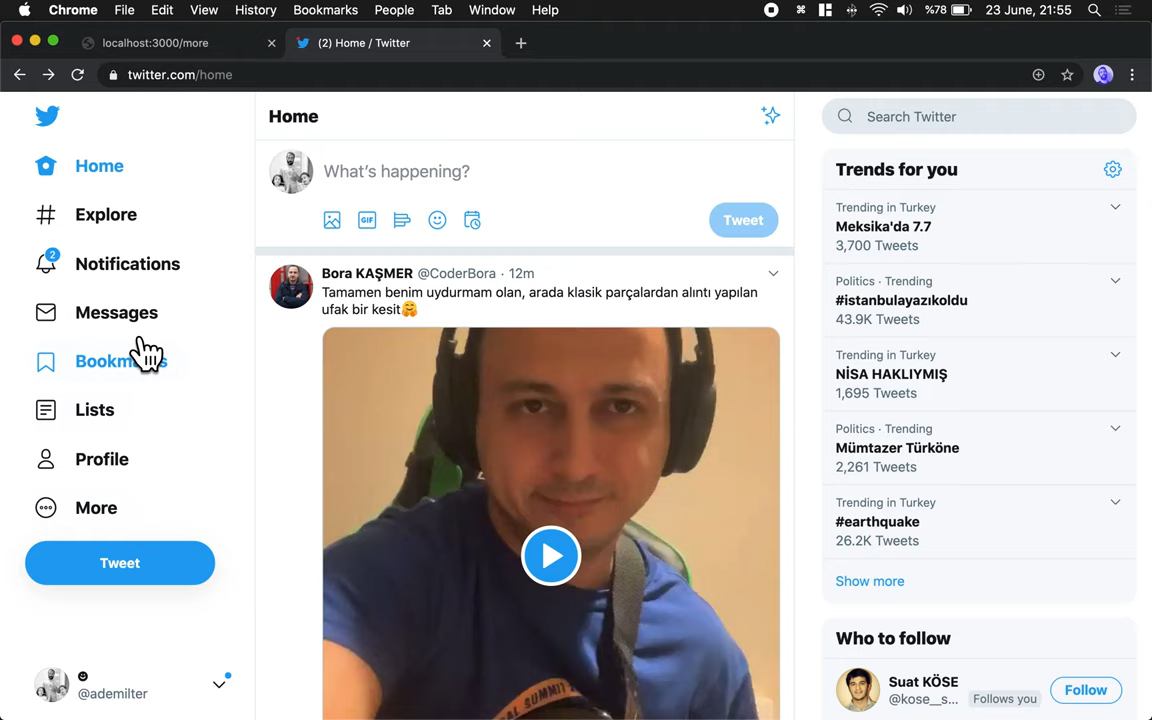 Chrome File Edit View History Bookmarks People Tab Window Help %78 23 June, 21:55
localhost:3000/more (2) Home / Twitter
twitter.com/home
Home
Explore
2
Notifications
Messages
Lists
Profile
More
Tweet
@ademilter
Home
What's happening?
GIF
Tweet
Bora KAŞMER @CoderBora · 12m
Tamamen benim uydurmam olan, arada klasik parçalardan alıntı yapılan
ufak bir kesit🤗
SUMMIT
Search Twitter
Trends for you
Trending in Turkey
Meksika'da 7.7
3,700 Tweets
Politics · Trending
#istanbulayazıkoldu
43.9K Tweets
Trending in Turkey
NİSA HAKLIYMIŞ
1,695 Tweets
Politics · Trending
Mümtazer Türköne
2,261 Tweets
Trending in Turkey
#earthquake
26.2K Tweets
Show more
Who to follow
Suat KÖSE
@kose__s... Follows you
Follow